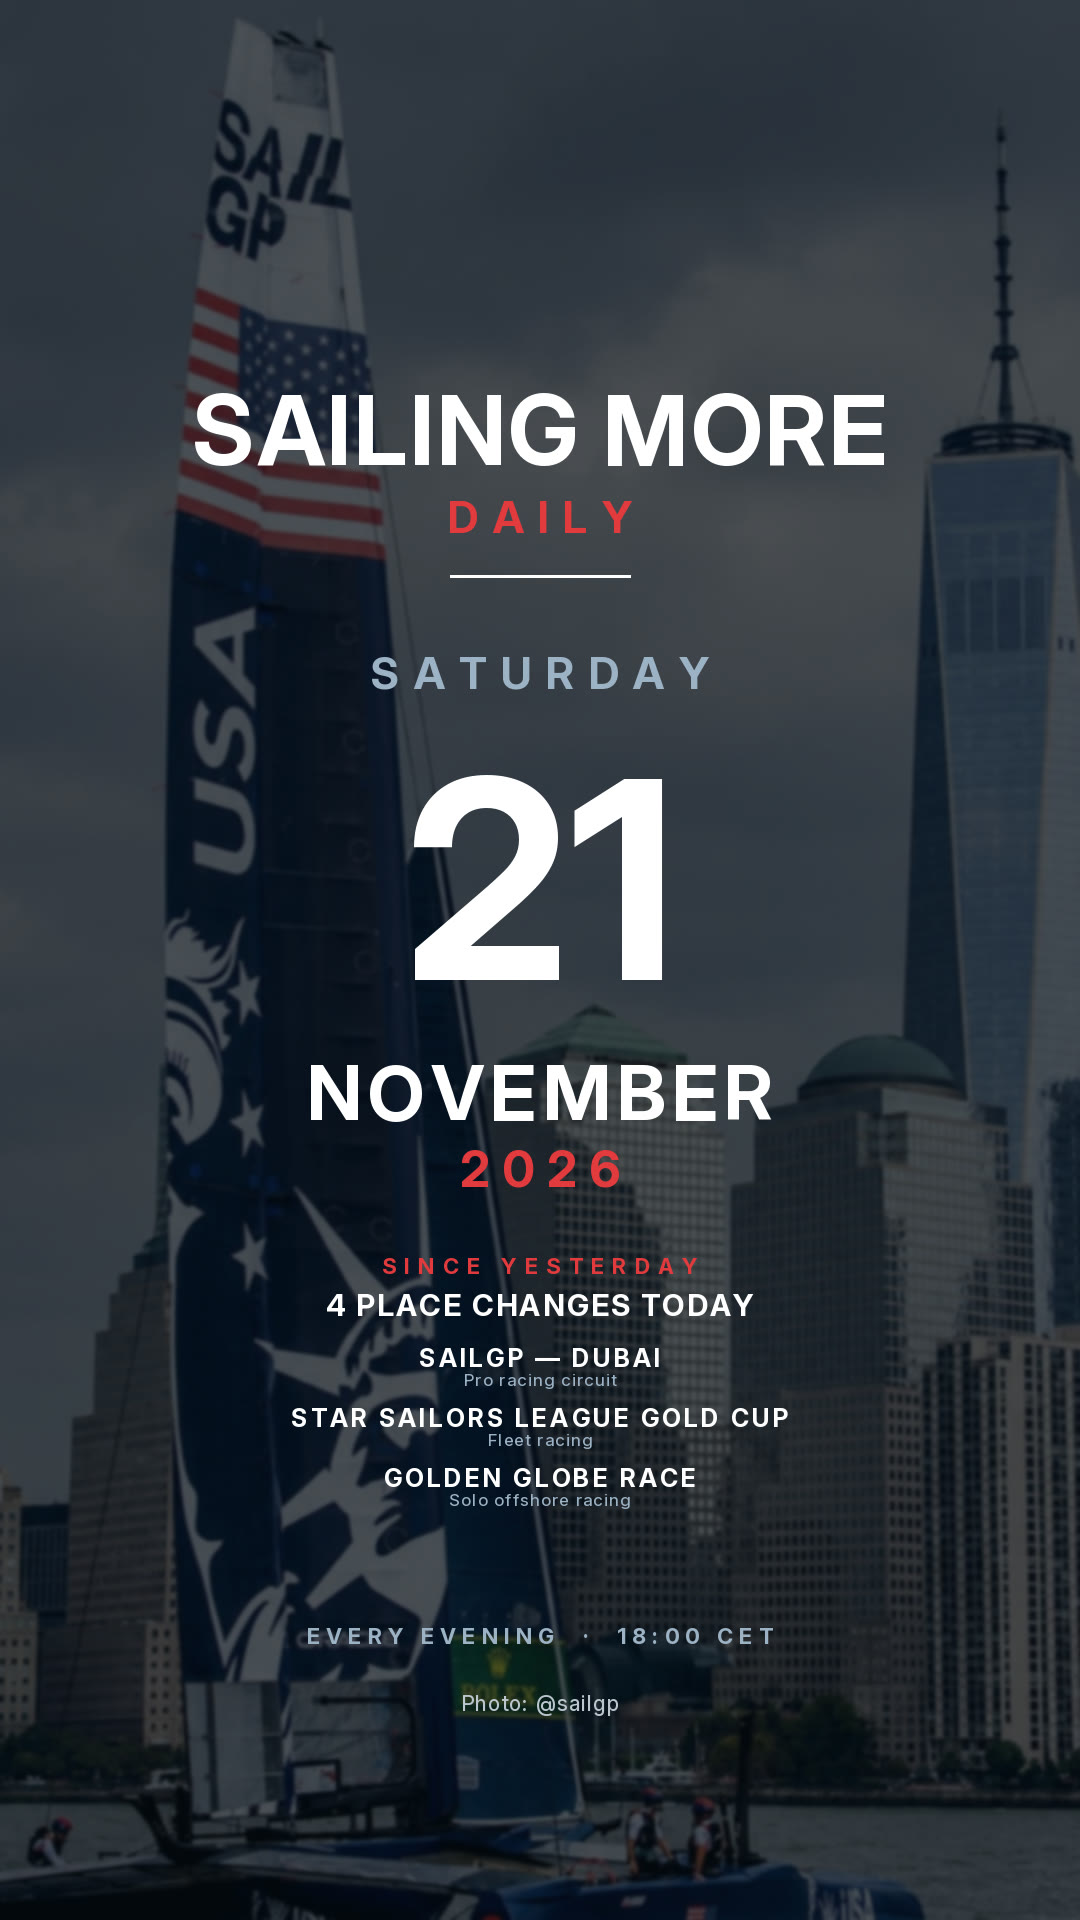 SAIL
GP
SAILING MORE
DAILY
USA
SATURDAY
21
NOVEMBER
2026
SINCE YESTERDAY
4 PLACE CHANGES TODAY
SAILGP — DUBAI
Pro racing circuit
STAR SAILORS LEAGUE GOLD CUP
Fleet racing
GOLDEN GLOBE RACE
Solo offshore racing
EVERY EVENING · 18:00 CET
ROLEX
Photo: @sailgp
USA